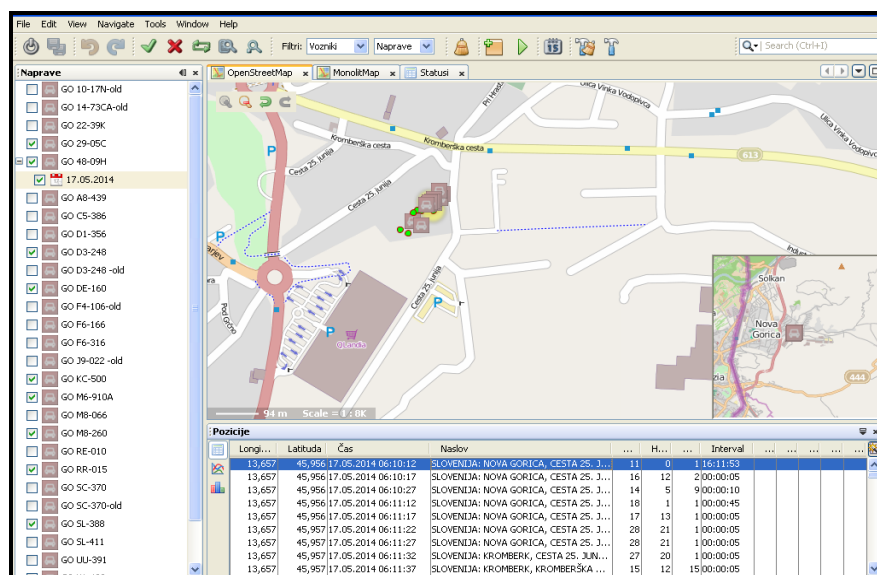 File Edit View Navigate Tools Window Help
Filtri: Vozniki Naprave 15 Search (Ctrl+I)
Naprave
GO 10-17N-old
GO 14-73CA-old
GO 22-39K
GO 29-05C
GO 48-09H
17.05.2014
GO A8-439
GO C5-386
GO D1-356
GO D3-248
GO D3-248 -old
GO DE-160
GO F4-106-old
GO F6-166
GO F6-316
GO J9-022 -old
GO KC-500
GO M6-910A
GO M8-066
GO M8-260
GO RE-010
GO RR-015
GO SC-370
GO SC-370-old
GO SL-388
GO SL-411
GO UU-391
OpenStreetMap x MonolitMap x Statusi x
Pri Hrastu
Ulica Vinka Vodopivca
Ulica Vinka Vodopivca
Kromberška cesta
Kromberška cesta
613
P
Cesta 25. junija
Cesta 25. junija
P
Pod Grčno
Cesta 25. junija
P
P
QLandia
Solkan
Nova Gorica
444
94 m Scale = 1 : 8K
Pozicije
Longi... Latituda Čas Naslov ... H... ... Interval ... ... ... ...
13,657 45,956 17.05.2014 06:10:12 SLOVENIJA: NOVA GORICA, CESTA 25. J... 11 0 1 16:11:53
13,657 45,956 17.05.2014 06:10:17 SLOVENIJA: NOVA GORICA, CESTA 25. J... 16 12 2 00:00:05
13,657 45,956 17.05.2014 06:10:27 SLOVENIJA: NOVA GORICA, CESTA 25. J... 14 5 9 00:00:10
13,657 45,956 17.05.2014 06:11:12 SLOVENIJA: NOVA GORICA, CESTA 25. J... 18 1 1 00:00:45
13,657 45,956 17.05.2014 06:11:17 SLOVENIJA: NOVA GORICA, CESTA 25. J... 17 13 1 00:00:05
13,657 45,957 17.05.2014 06:11:22 SLOVENIJA: NOVA GORICA, CESTA 25. J... 28 21 1 00:00:05
13,657 45,957 17.05.2014 06:11:27 SLOVENIJA: NOVA GORICA, CESTA 25. J... 28 21 1 00:00:05
13,657 45,957 17.05.2014 06:11:32 SLOVENIJA: KROMBERK, CESTA 25. JUN... 27 20 1 00:00:05
13,657 45,957 17.05.2014 06:11:37 SLOVENIJA: KROMBERK, KROMBERŠKA ... 15 12 15 00:00:05